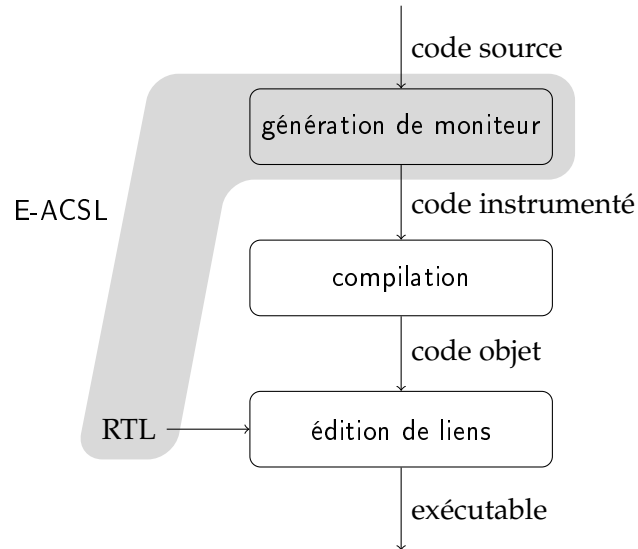 code source
génération de moniteur
E-ACSL
code instrumenté
compilation
code objet
RTL
édition de liens
exécutable